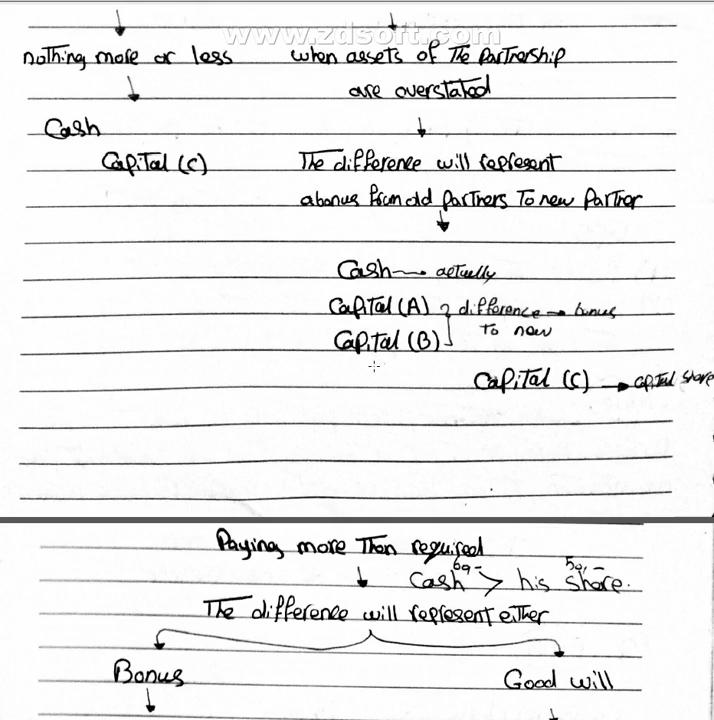 www.zdsoft.com
nothing more or less
when assets of The Partnership
are overstated
Cash
Capital (C)
The difference will represent
a bonus from old Partners To new Partner
Cash actually
Capital (A)
Capital (B)
difference bonus
To new
Capital (C) capital share
Paying more Than required
Cash 60,- > his share. 50,-
The difference will represent either
Bonus
Good will